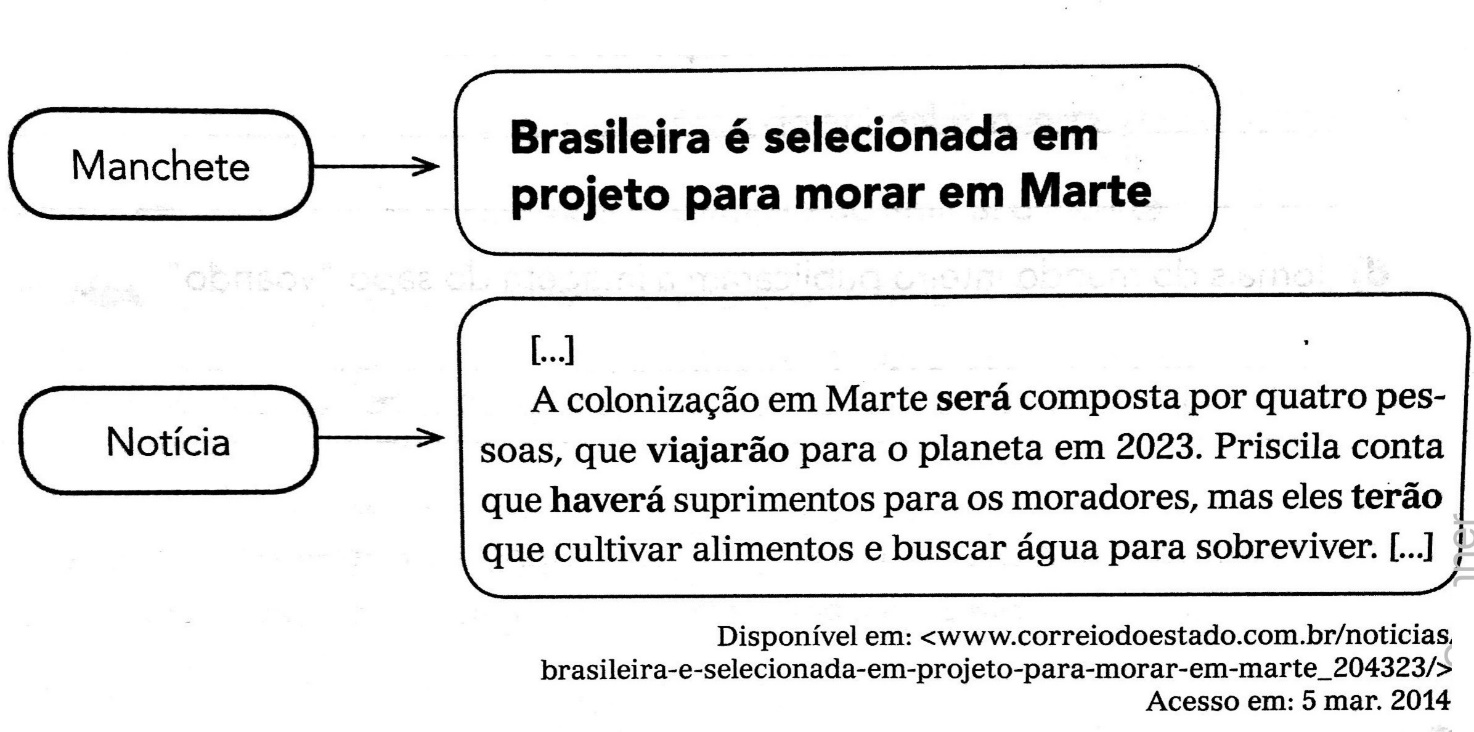 Manchete
Brasileira é selecionada em
projeto para morar em Marte
Notícia
[...]
A colonização em Marte será composta por quatro pes-
soas, que viajarão para o planeta em 2023. Priscila conta
que haverá suprimentos para os moradores, mas eles terão
que cultivar alimentos e buscar água para sobreviver. [...]
Disponível em: <www.correiodoestado.com.br/noticias/
brasileira-e-selecionada-em-projeto-para-morar-em-marte_204323/>
Acesso em: 5 mar. 2014